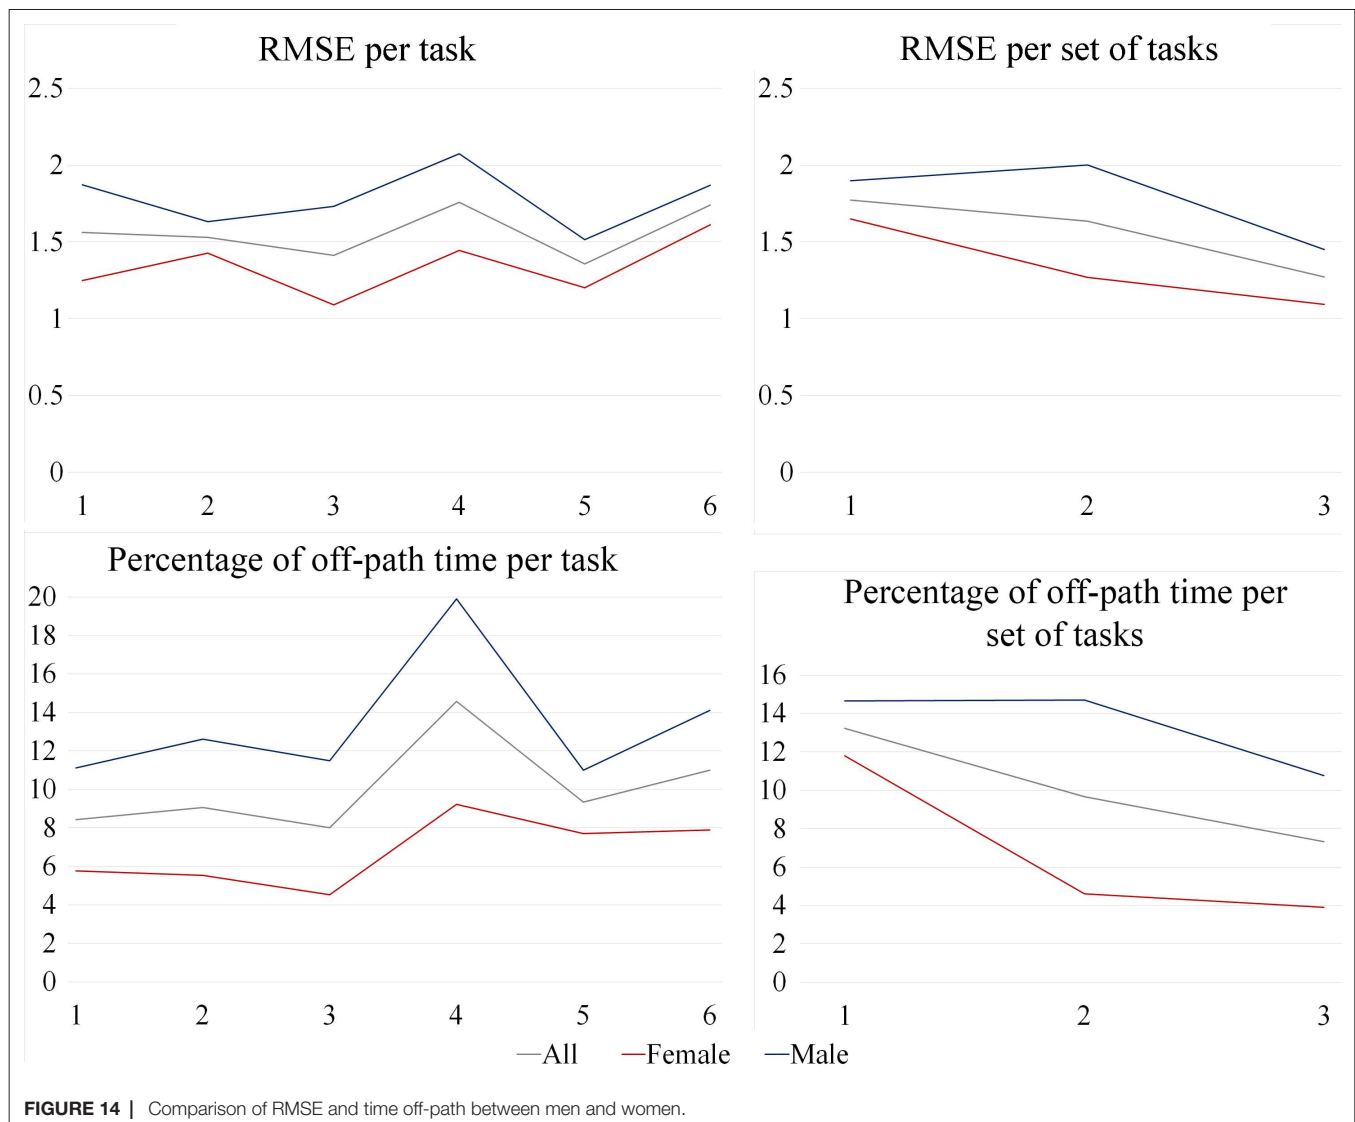 RMSE per task
2.5
2
1.5
1
0.5
0
1 2 3 4 5 6
RMSE per set of tasks
2.5
2
1.5
1
0.5
0
1 2 3
Percentage of off-path time per task
20
18
16
14
12
10
8
6
4
2
0
1 2 3 4 5 6
Percentage of off-path time per
set of tasks
16
14
12
10
8
6
4
2
0
1 2 3
All Female Male
FIGURE 14 | Comparison of RMSE and time off-path between men and women.